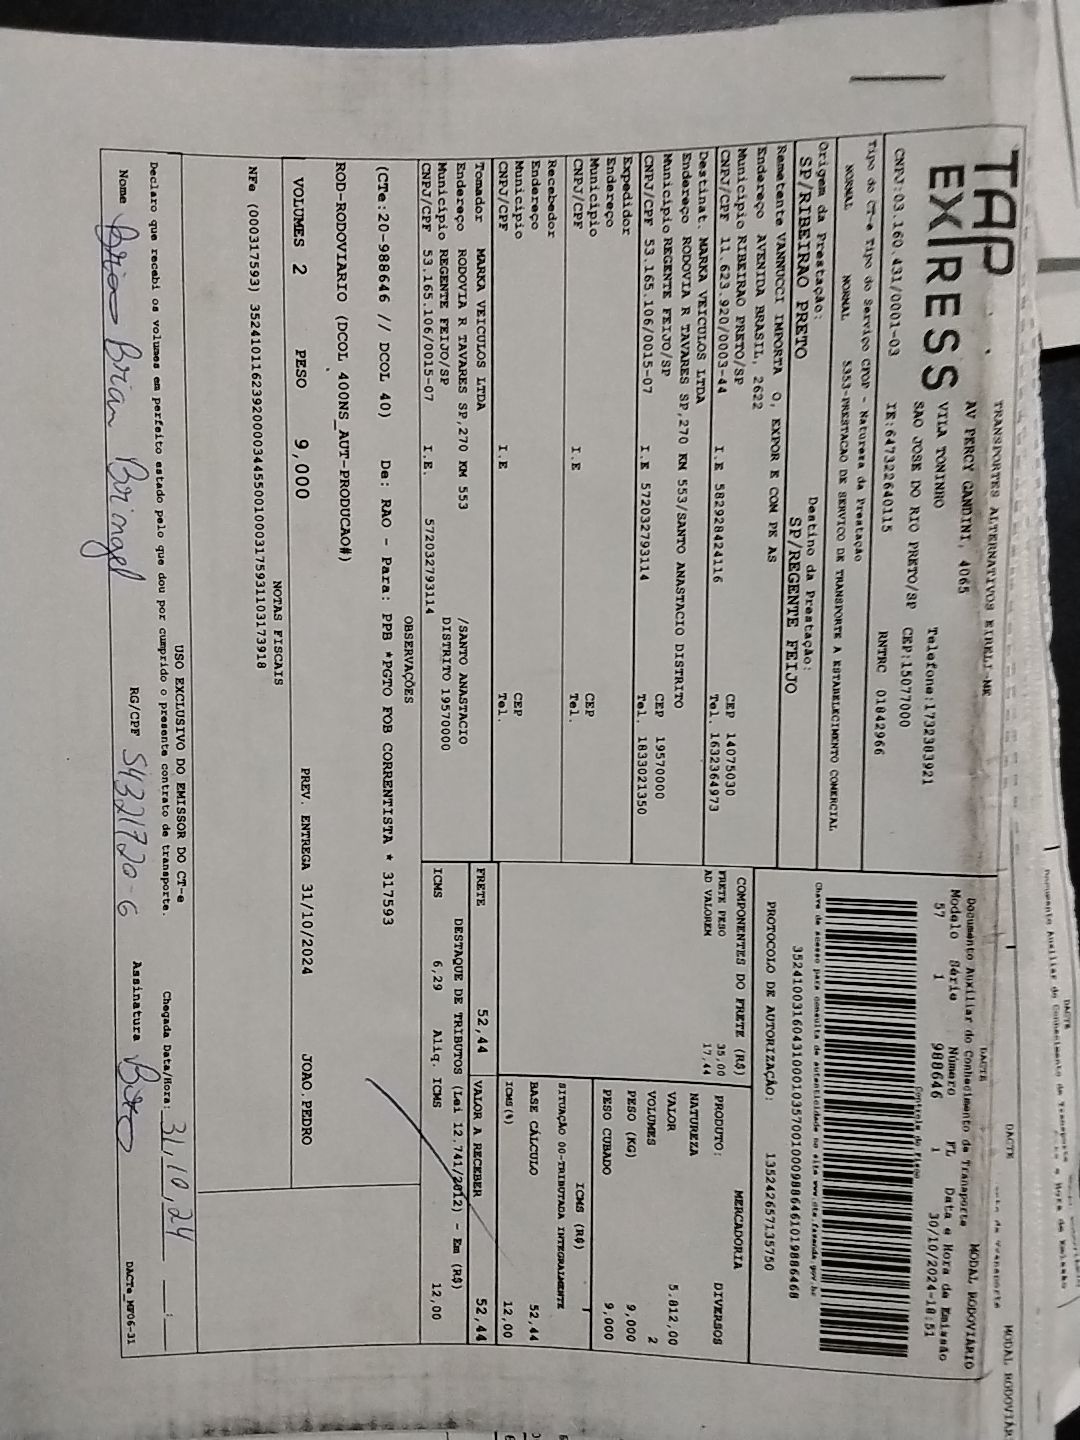 TAP
EXPRESS
TRANSPORTES ALTERNATIVOS EIRELI-ME
AV PERCY GANDINI, 4065
VILA TONINHO
Telefone:1732383921
SAO JOSE DO RIO PRETO/SP CEP:15077000
CNPJ:03.160.431/0001-03 IE:647322640115 RNTRC 01842966
Tipo do CT-e Tipo do Serviço CFOP - Natureza da Prestação
NORMAL NORMAL 5353-PRESTACAO DE SERVICO DE TRANSPORTE A ESTABELECIMENTO COMERCIAL
Origem da Prestação: Destino da Prestação:
SP/RIBEIRAO PRETO SP/REGENTE FEIJO
Remetente VANNUCCI IMPORTA O, EXPOR E COM PE AS
Endereço AVENIDA BRASIL, 2622
Município RIBEIRAO PRETO/SP CEP 14075030
CNPJ/CPF 11.623.920/0003-44 I.E 582928424116 Tel. 1632364973
Destinat. MARKA VEICULOS LTDA
Endereço RODOVIA R TAVARES SP,270 KM 553/SANTO ANASTACIO DISTRITO
Município REGENTE FEIJO/SP CEP 19570000
CNPJ/CPF 53.165.106/0015-07 I.E 572032793114 Tel. 1833021350
Expedidor
Endereço
Município CEP
CNPJ/CPF I.E Tel.
Recebedor
Endereço
Município CEP
CNPJ/CPF I.E Tel.
Tomador MARKA VEICULOS LTDA
Endereço RODOVIA R TAVARES SP,270 KM 553 /SANTO ANASTACIO
Município REGENTE FEIJO/SP DISTRITO 19570000
CNPJ/CPF 53.165.106/0015-07 I.E. 572032793114
DACTE
Documento Auxiliar do Conhecimento de Transporte MODAL RODOVIÁRIO
Modelo Série Número FL Data e Hora de Emissão
57 1 988646 1 30/10/2024-18:51
Controle do Fisco
Chave de acesso para consulta de autenticidade no site www.cte.fazenda.gov.br
35241003160431000103570010009886461019886468
PROTOCOLO DE AUTORIZAÇÃO: 135242657135750
COMPONENTES DO FRETE (R$)
FRETE PESO 35,00
AD VALOREM 17,44
PRODUTO: MERCADORIA
NATUREZA DIVERSOS
VALOR 5.812,00
VOLUMES 2
PESO (KG) 9,000
PESO CUBADO 9,000
ICMS (R$)
SITUAÇÃO 00-TRIBUTADA INTEGRALMENTE
BASE CÁLCULO 52,44
ICMS(%) 12,00
FRETE 52,44 VALOR A RECEBER 52,44
DESTAQUE DE TRIBUTOS (Lei 12.741/2012) - Em (R$)
ICMS 6,29 Aliq. ICMS 12,00
OBSERVAÇÕES
(CTe:20-988646 // DCOL 40) De: RAO - Para: PPB *PGTO FOB CORRENTISTA * 317593
ROD-RODOVIARIO (DCOL 400NS_AUT-PRODUCAO#)
VOLUMES 2 PESO 9,000 PREV. ENTREGA 31/10/2024 JOAO.PEDRO
NOTAS FISCAIS
NFe (000317593) 35241011623920000344550010003175931103173918
USO EXCLUSIVO DO EMISSOR DO CT-e
Declaro que recebi os volumes em perfeito estado pelo que dou por cumprido o presente contrato de transporte. Chegada Data/Hora: 31,10,24 :
Nome Brian RG/CPF 54321720-6 Assinatura DACTe_MF06-31